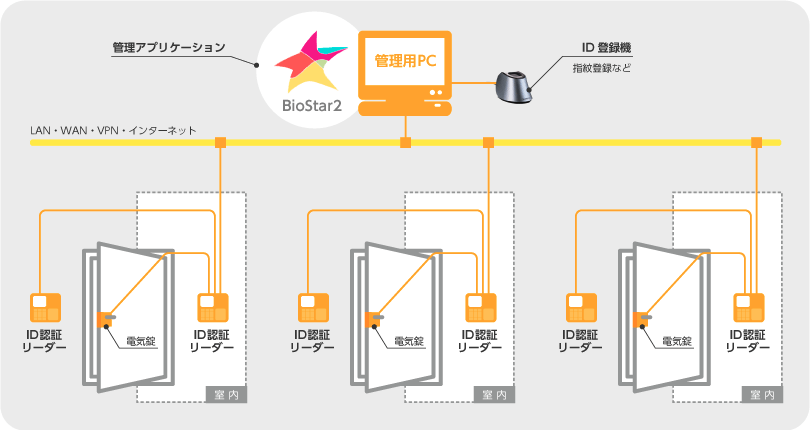 管理アプリケーション
BioStar2
管理用PC
ID 登録機
指紋登録など
LAN・WAN・VPN・インターネット
ID認証
リーダー
電気錠
ID認証
リーダー
室 内
ID認証
リーダー
電気錠
ID認証
リーダー
室 内
ID認証
リーダー
電気錠
ID認証
リーダー
室 内